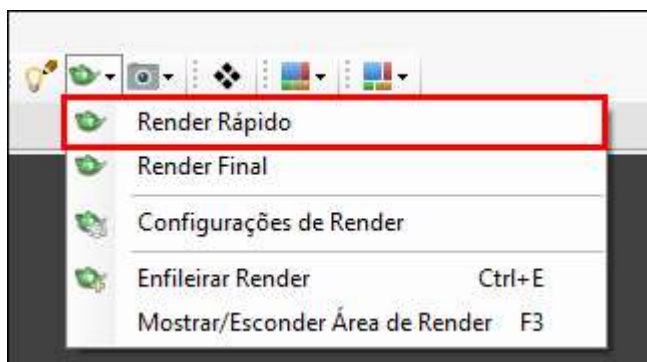 Render Rápido
Render Final
Configurações de Render
Enfileirar Render Ctrl+E
Mostrar/Esconder Área de Render F3